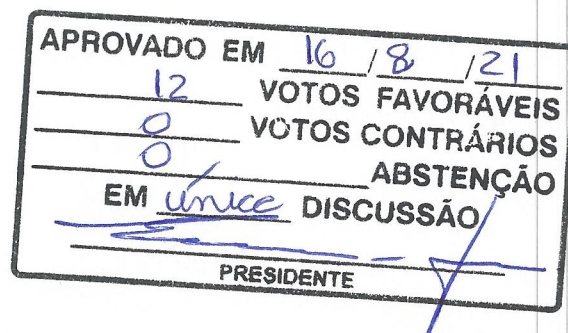 APROVADO EM 16/8/21
12 VOTOS FAVORÁVEIS
0 VOTOS CONTRÁRIOS
0 ABSTENÇÃO
EM única DISCUSSÃO
PRESIDENTE